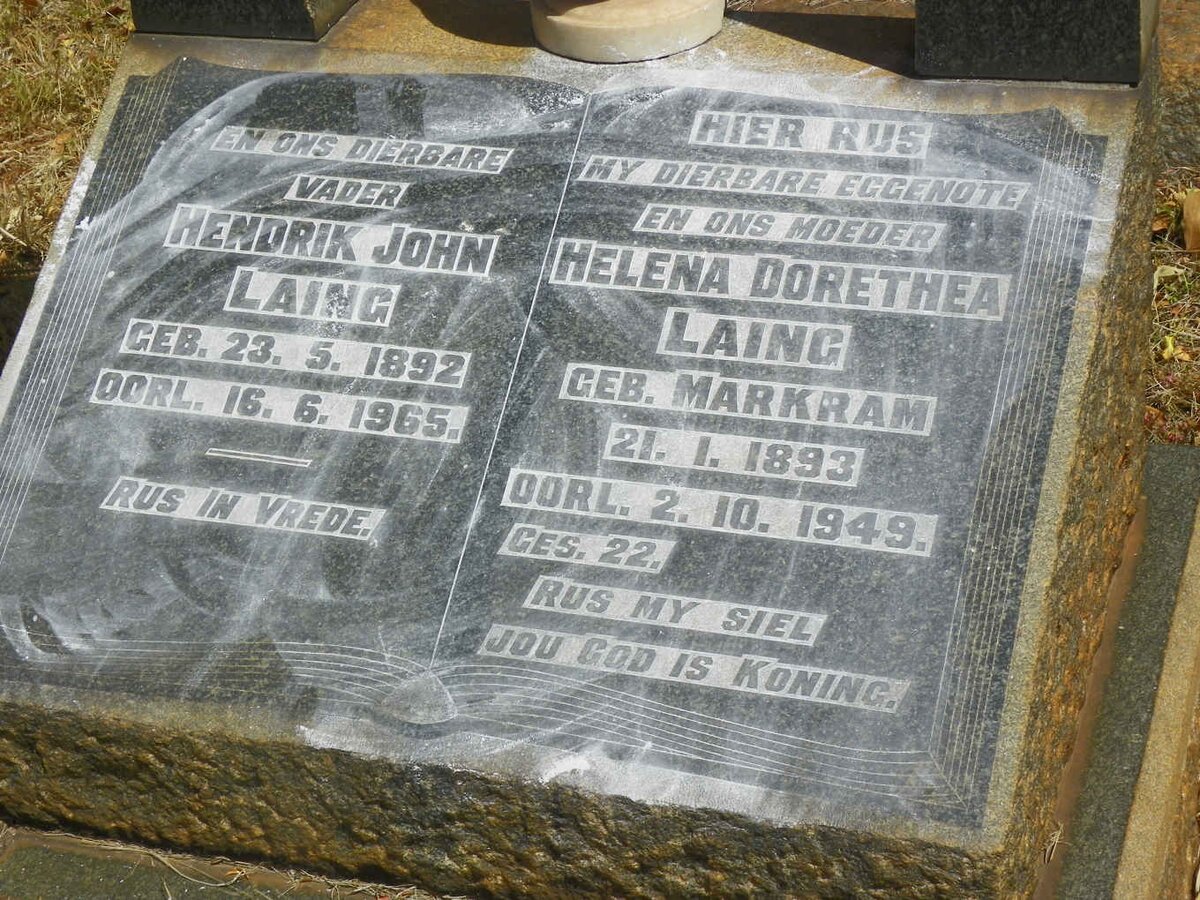 EN ONS DIERBARE
VADER
HENDRIK JOHN
LAING
GEB. 23. 5. 1892
OORL. 16. 6. 1965.
RUS IN VREDE.
HIER RUS
MY DIERBARE EGGENOTE
EN ONS MOEDER
HELENA DORETHEA
LAING
GEB. MARKRAM
21. 1. 1893
OORL. 2. 10. 1949.
GES. 22.
RUS MY SIEL
JOU GOD IS KONING.